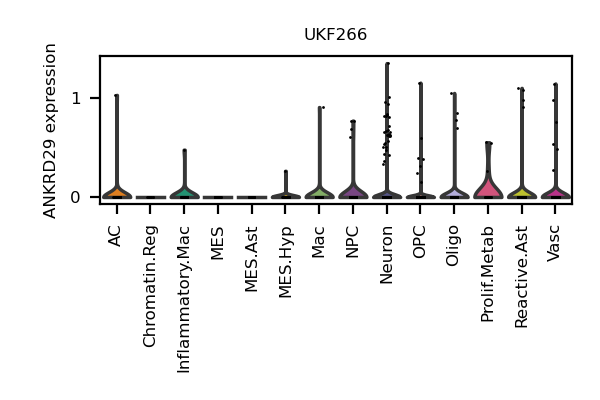 UKF266
ANKRD29 expression
1
0
AC
Chromatin.Reg
Inflammatory.Mac
MES
MES.Ast
MES.Hyp
Mac
NPC
Neuron
OPC
Oligo
Prolif.Metab
Reactive.Ast
Vasc